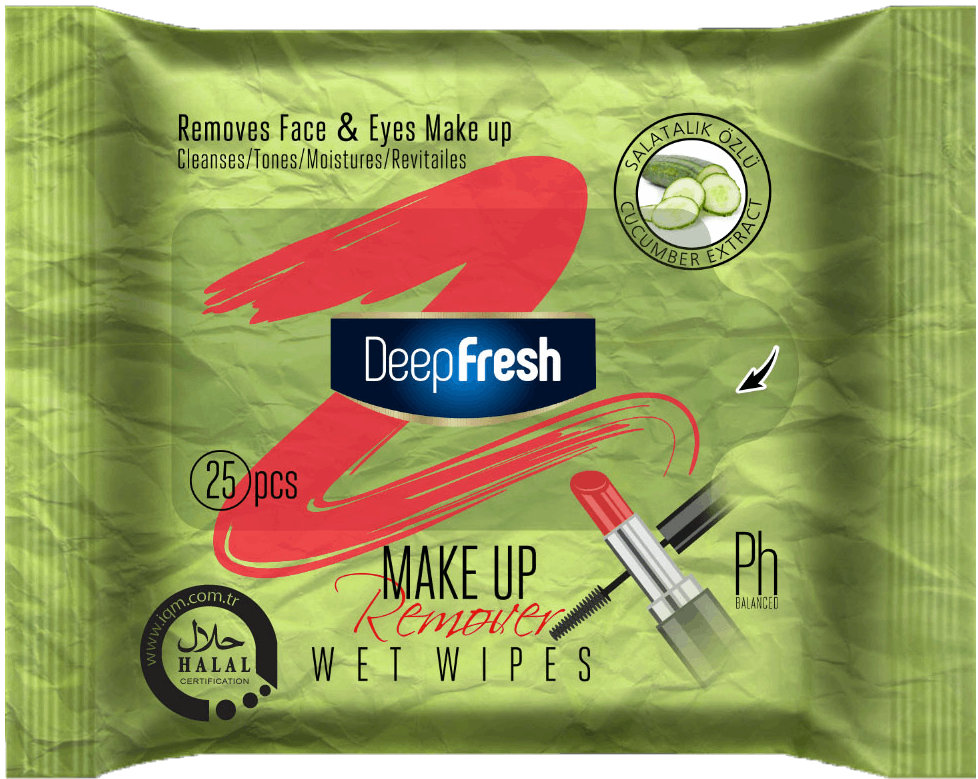 Removes Face & Eyes Make up
Cleanses/Tones/Moistures/Revitailes
SALATALIK ÖZLÜ
CUCUMBER EXTRACT
DeepFresh
25 pcs
MAKE UP
Remover
WET WIPES
Ph
BALANCED
www.iqm.com.tr
حلال
HALAL
CERTIFICATION